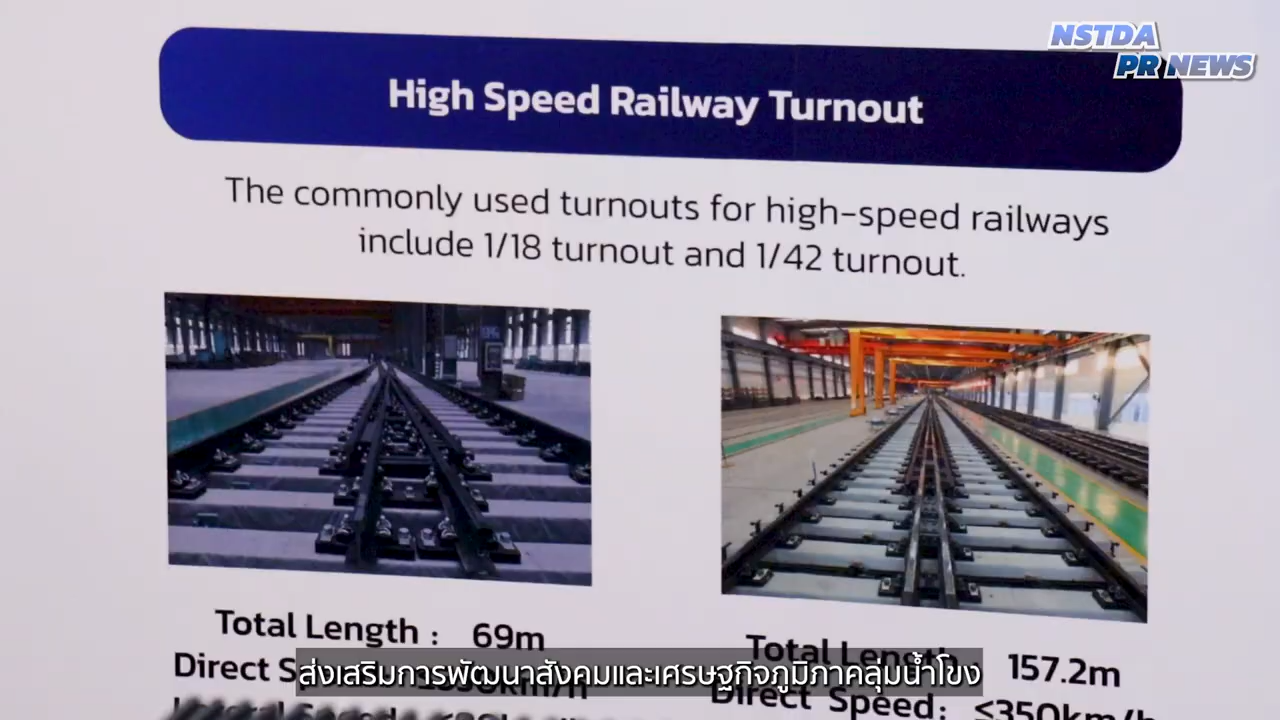 NSTDA
PR NEWS
High Speed Railway Turnout
The commonly used turnouts for high-speed railways
include 1/18 turnout and 1/42 turnout.
Total Length : 69m
Total Length 157.2m
Direct
Direct Speed: ≤350km/h
ส่งเสริมการพัฒนาสังคมและเศรษฐกิจภูมิภาคลุ่มน้ำโขง